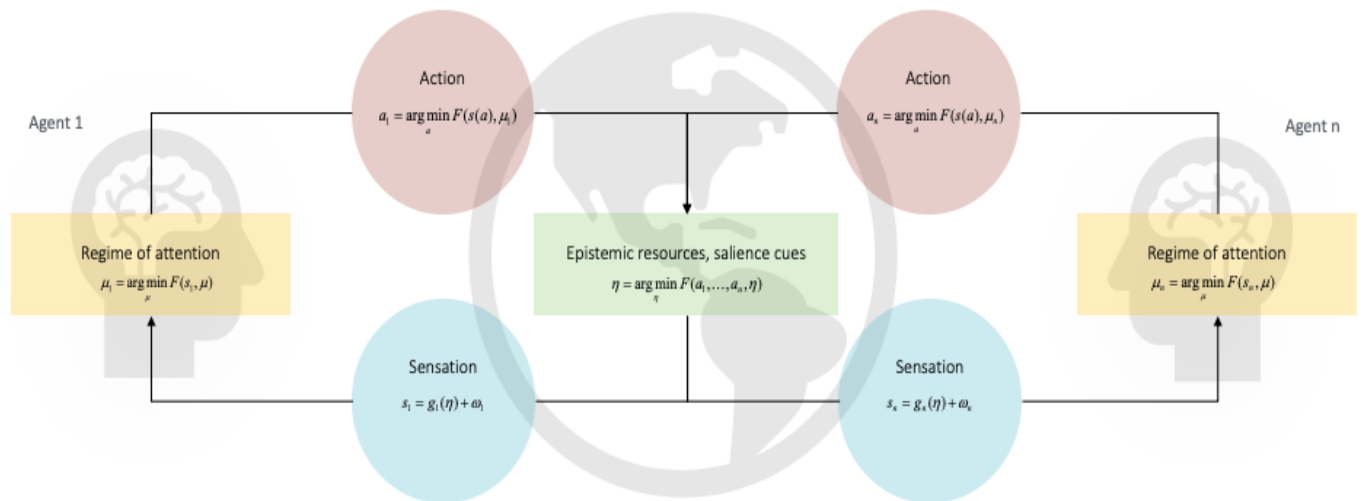 Action
a₁ = arg min F(s(a), μ₁)
a
Action
aₙ = arg min F(s(a), μₙ)
a
Agent 1
Agent n
Regime of attention
μ₁ = arg min F(s₁, μ)
μ
Epistemic resources, salience cues
η = arg min F(a₁,…,aₙ, η)
η
Regime of attention
μₙ = arg min F(sₙ, μ)
μ
Sensation
s₁ = g₁(η) + ω₁
Sensation
sₙ = gₙ(η) + ωₙ